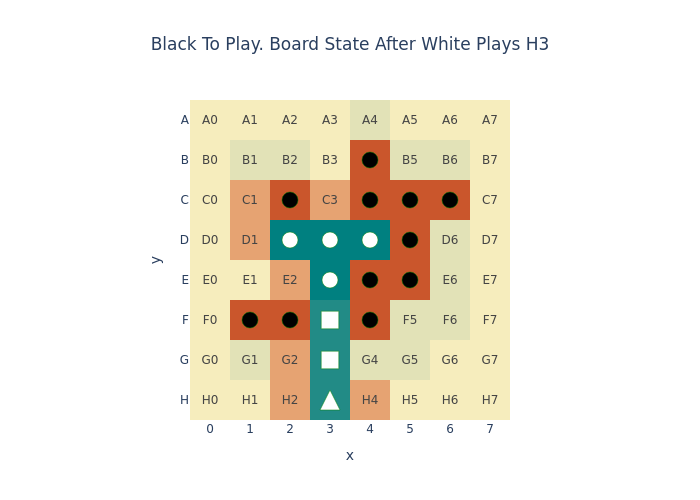 Black To Play. Board State After White Plays H3
A A0 A1 A2 A3 A4 A5 A6 A7
B B0 B1 B2 B3 B5 B6 B7
C C0 C1 C3 C7
D D0 D1 D6 D7
y
E E0 E1 E2 E6 E7
F F0 F5 F6 F7
G G0 G1 G2 G4 G5 G6 G7
H H0 H1 H2 H4 H5 H6 H7
0 1 2 3 4 5 6 7
x